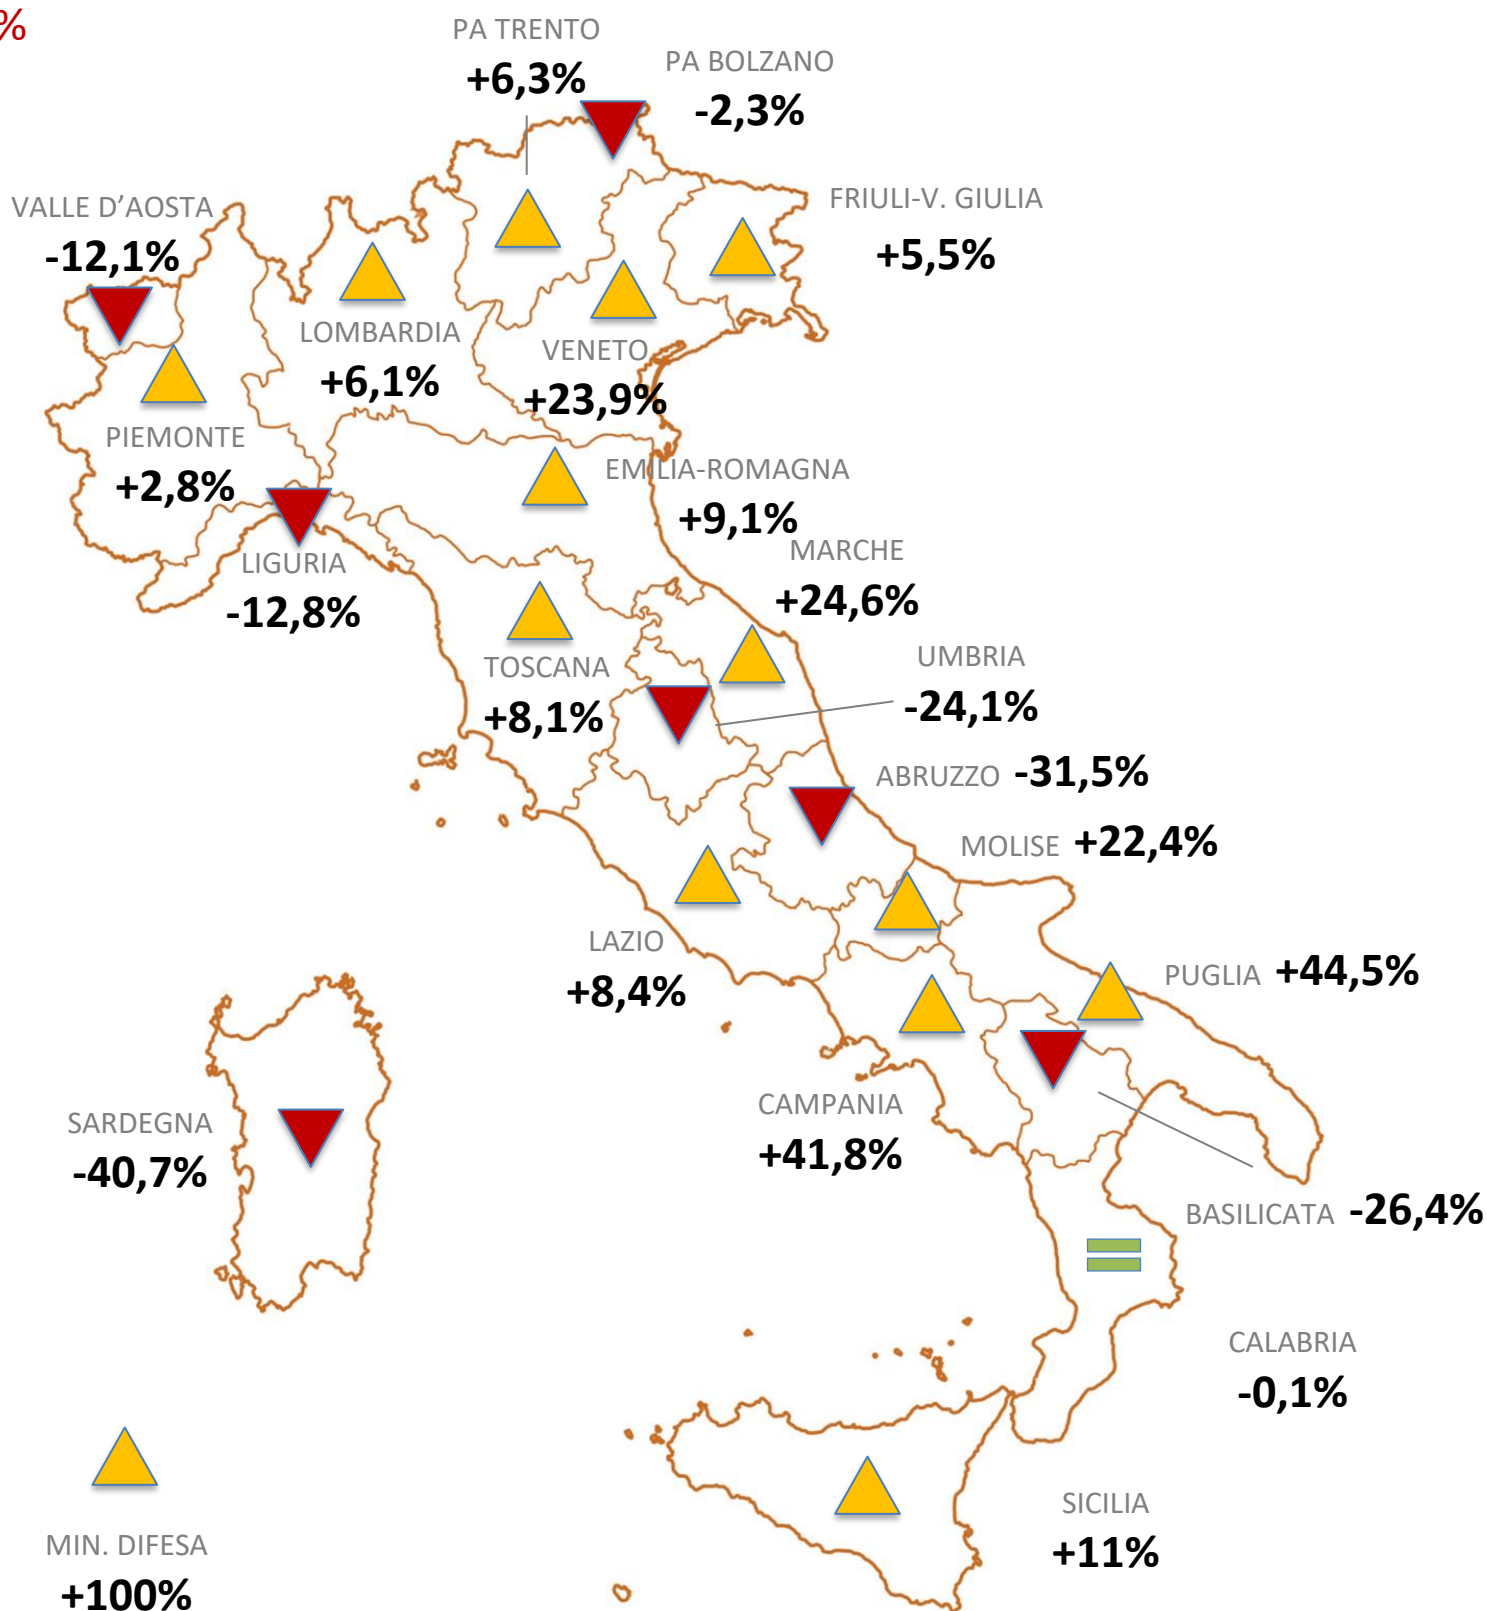 %
PA TRENTO
+6,3%
PA BOLZANO
-2,3%
VALLE D'AOSTA
-12,1%
FRIULI-V. GIULIA
+5,5%
LOMBARDIA
+6,1%
VENETO
+23,9%
PIEMONTE
+2,8%
EMILIA-ROMAGNA
+9,1%
LIGURIA
-12,8%
MARCHE
+24,6%
TOSCANA
+8,1%
UMBRIA
-24,1%
ABRUZZO -31,5%
MOLISE +22,4%
LAZIO
+8,4%
PUGLIA +44,5%
CAMPANIA
+41,8%
SARDEGNA
-40,7%
BASILICATA -26,4%
CALABRIA
-0,1%
SICILIA
+11%
MIN. DIFESA
+100%